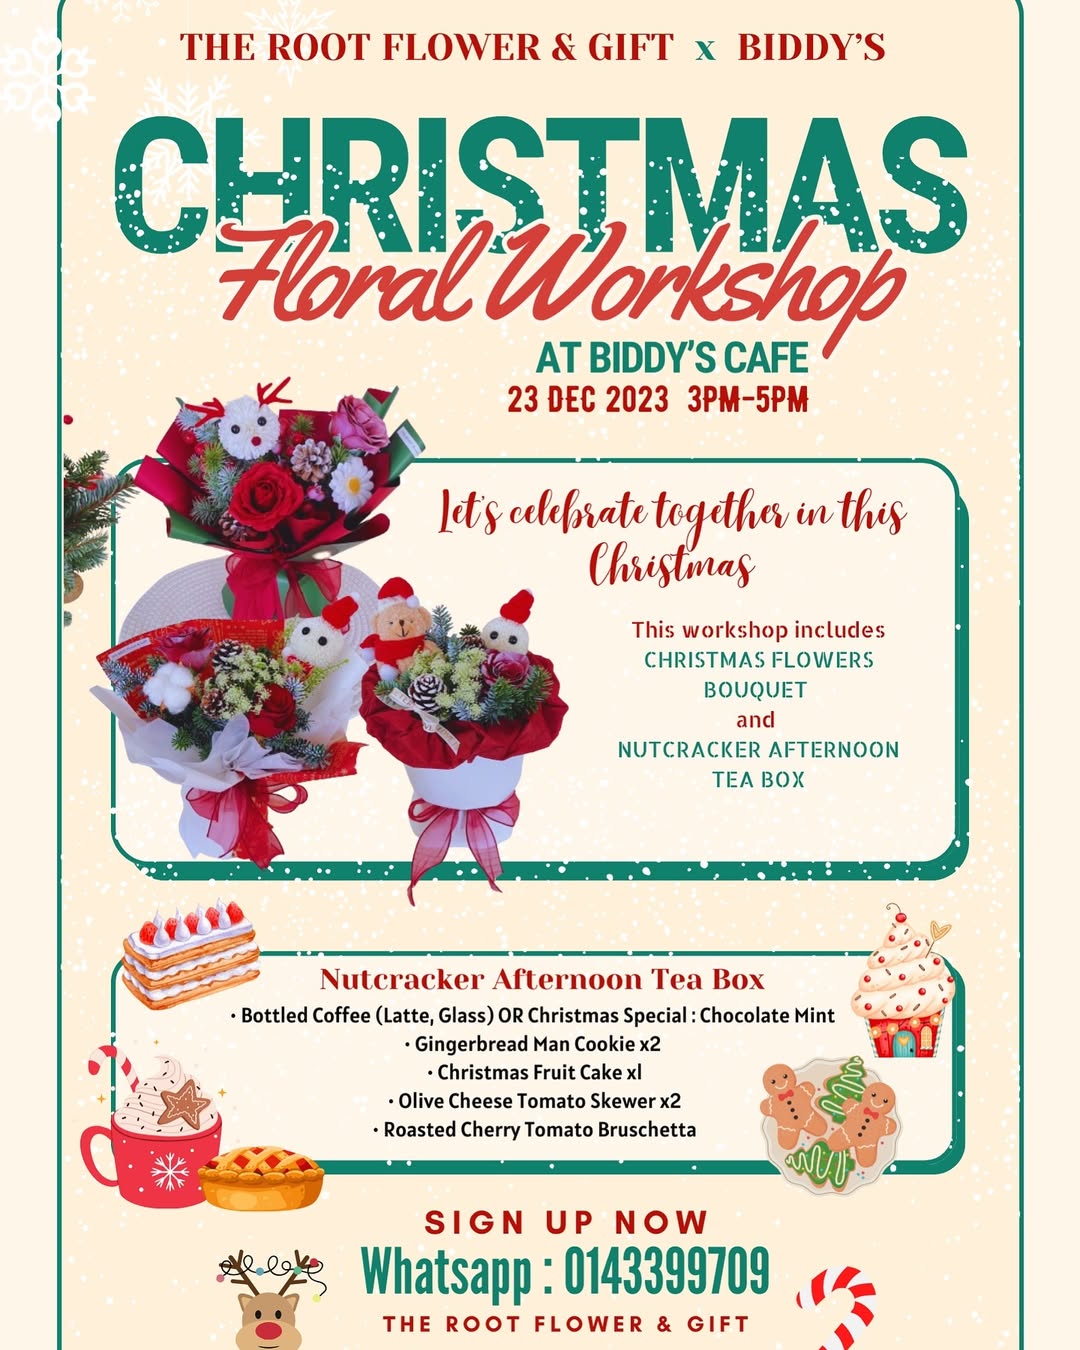 THE ROOT FLOWER & GIFT x BIDDY'S
CHRISTMAS
Floral Workshop
AT BIDDY'S CAFE
23 DEC 2023 3PM-5PM
Let's celebrate together in this
Christmas
This workshop includes
CHRISTMAS FLOWERS
BOUQUET
and
NUTCRACKER AFTERNOON
TEA BOX
Nutcracker Afternoon Tea Box
• Bottled Coffee (Latte, Glass) OR Christmas Special : Chocolate Mint
• Gingerbread Man Cookie x2
• Christmas Fruit Cake xl
• Olive Cheese Tomato Skewer x2
• Roasted Cherry Tomato Bruschetta
SIGN UP NOW
Whatsapp : 0143399709
THE ROOT FLOWER & GIFT